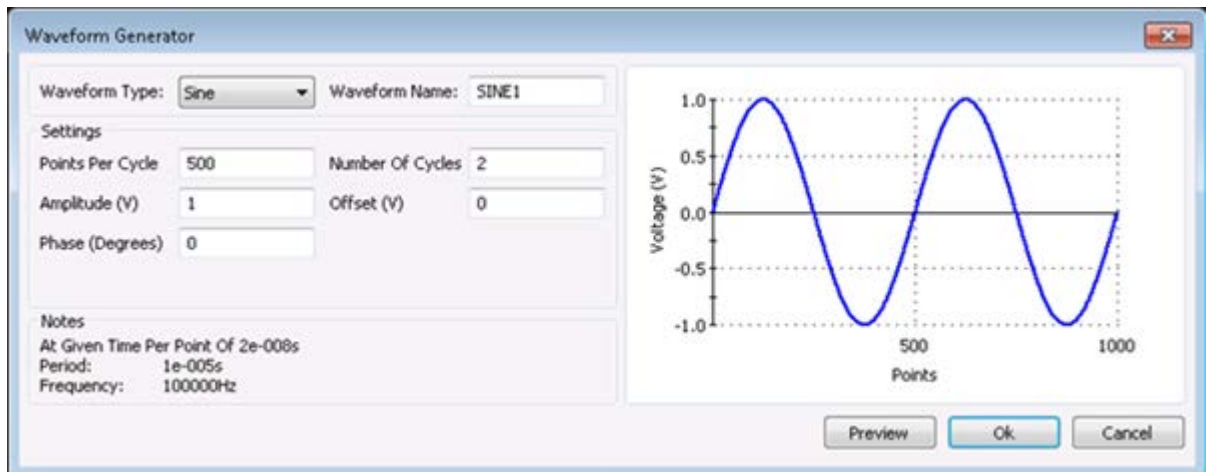 Waveform Generator
Waveform Type: Sine Waveform Name: SINE1
Settings
Points Per Cycle 500 Number Of Cycles 2
Amplitude (V) 1 Offset (V) 0
Phase (Degrees) 0
Notes
At Given Time Per Point Of 2e-008s
Period: 1e-005s
Frequency: 100000Hz
Voltage (V)
1.0
0.5
0.0
-0.5
-1.0
500 1000
Points
Preview Ok Cancel